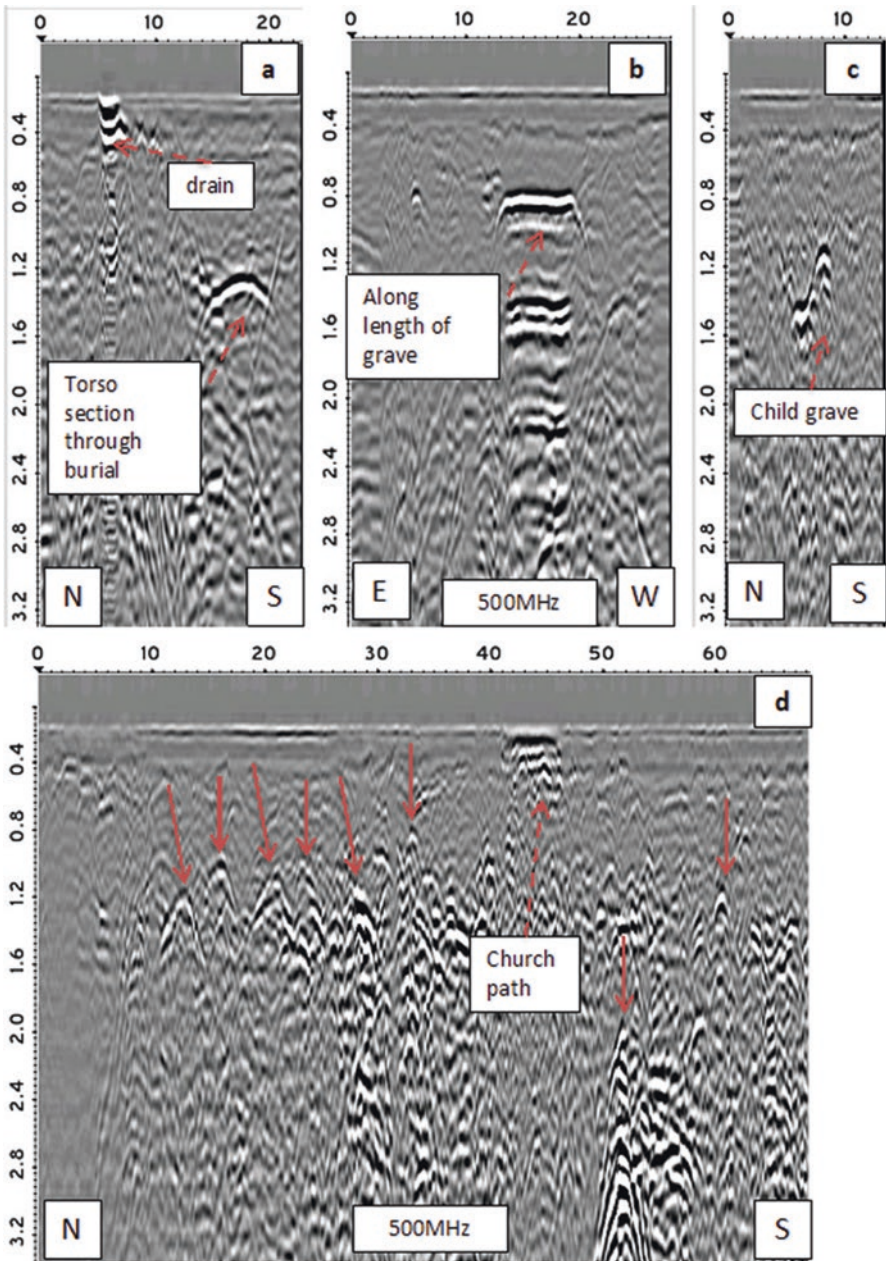 0 10 20
a
0.4
0.8
1.2
1.6
2.0
2.4
2.8
3.2
drain
Torso
section
through
burial
N S
0 10 20
b
0.4
0.8
1.2
1.6
2.0
2.4
2.8
3.2
Along
length of
grave
E 500MHz W
0 10
c
0.4
0.8
1.2
1.6
2.0
2.4
2.8
3.2
Child grave
N S
0 10 20 30 40 50 60
d
0.4
0.8
1.2
1.6
2.0
2.4
2.8
3.2
Church
path
N 500MHz S